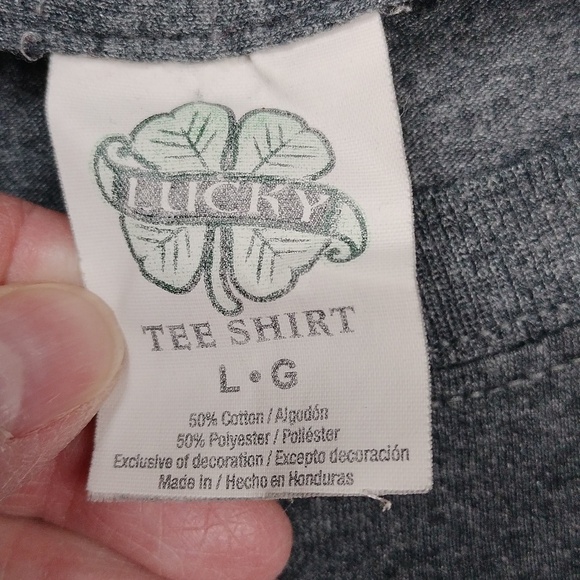 LUCKY
TEE SHIRT
L • G
50% Cotton / Algodón
50% Polyester / Poliéster
Exclusive of decoration / Excepto decoración
Made in / Hecho en Honduras